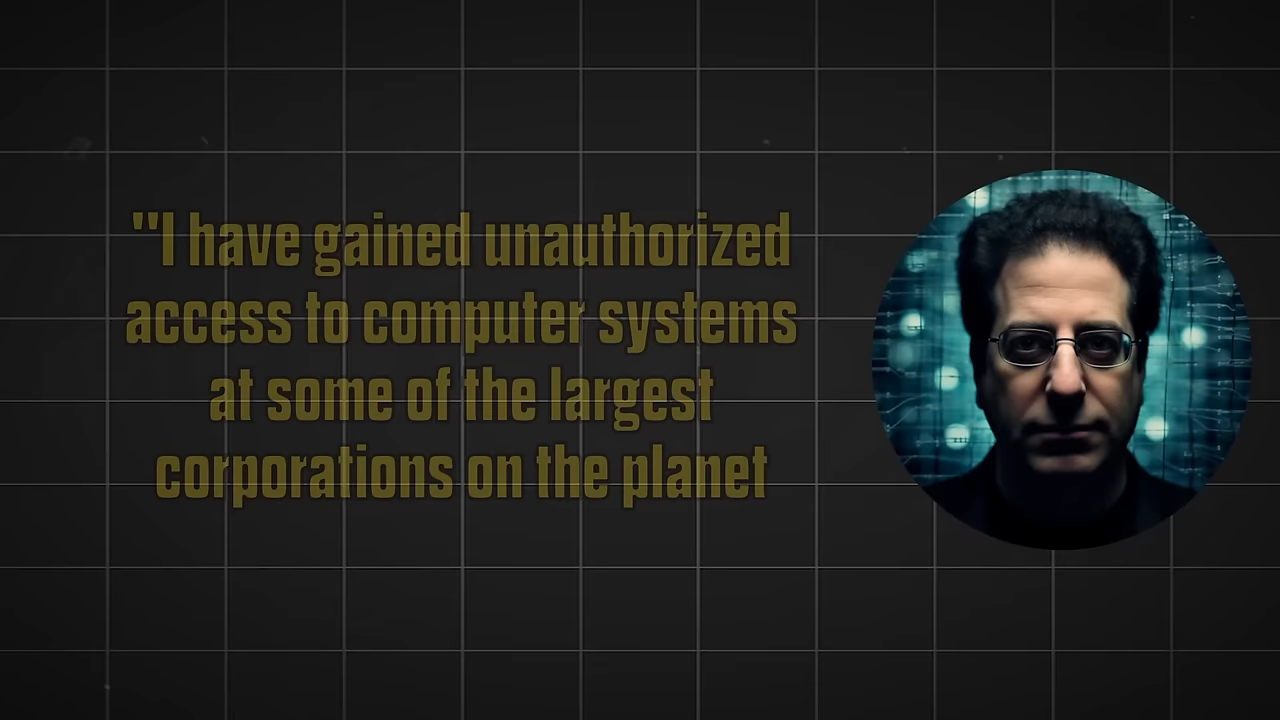 "I have gained unauthorized
access to computer systems
at some of the largest
corporations on the planet